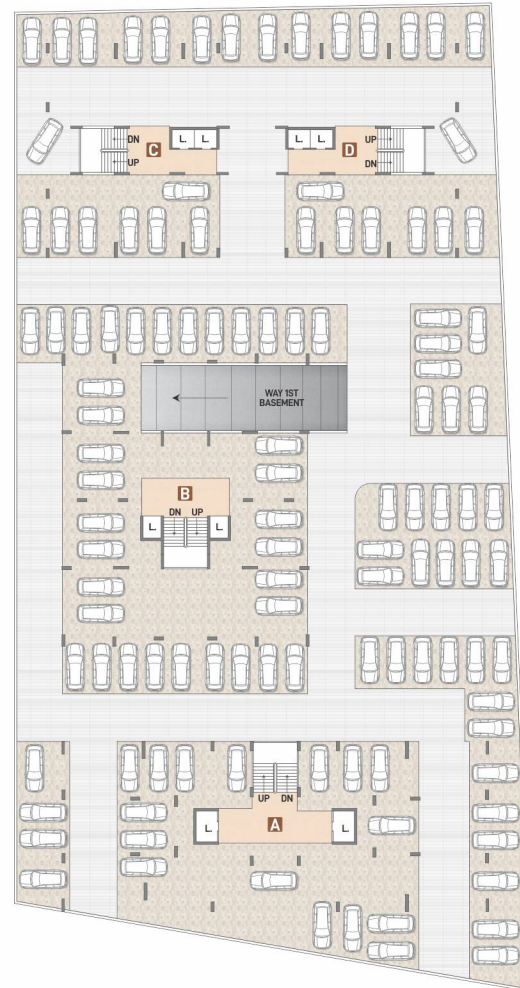 DN
C
L.
L.
UP
L.
L.
D
UP
DN
WAY 1ST
BASEMENT
B
DN UP
L.
L.
UP DN
L.
A
L.